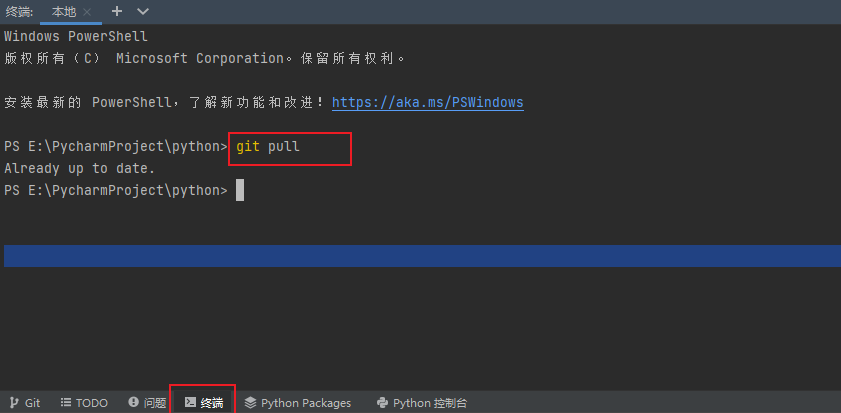 终端: 本地
Windows PowerShell
版权所有（C） Microsoft Corporation。保留所有权利。
安装最新的 PowerShell，了解新功能和改进！https://aka.ms/PSWindows
PS E:\PycharmProject\python> git pull
Already up to date.
PS E:\PycharmProject\python>
Git TODO 问题 终端 Python Packages Python 控制台